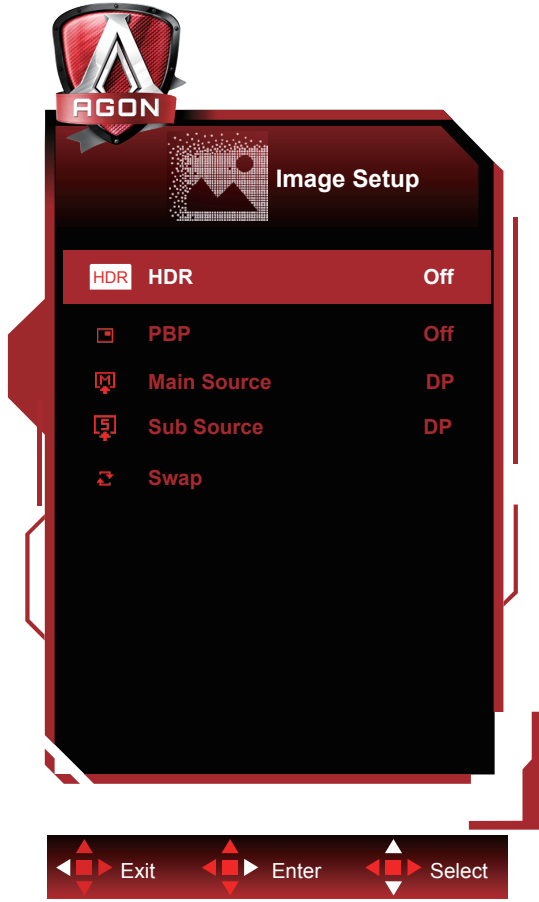 AGON
Image Setup
HDR HDR Off
PBP Off
M Main Source DP
S Sub Source DP
Swap
Exit Enter Select